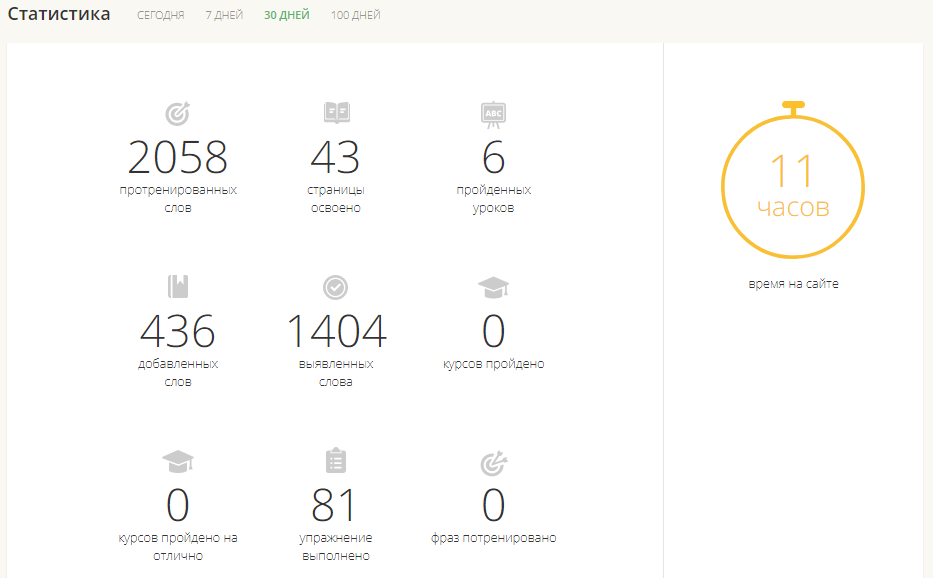 Статистика СЕГОДНЯ 7 ДНЕЙ 30 ДНЕЙ 100 ДНЕЙ
ABC
2058
протренированных
слов
43
страницы
освоено
6
пройденных
уроков
436
добавленных
слов
1404
выявленных
слова
0
курсов пройдено
0
курсов пройдено на
отлично
81
упражнение
выполнено
0
фраз потренировано
11
часов
время на сайте